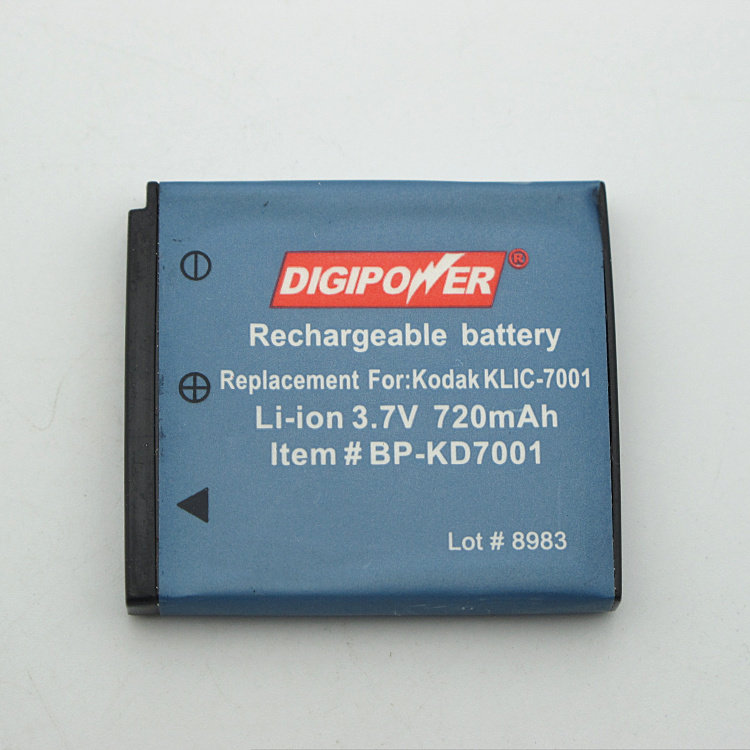 DIGIPOWER®
Rechargeable battery
Replacement For:Kodak KLIC-7001
Li-ion 3.7V 720mAh
Item # BP-KD7001
Lot # 8983